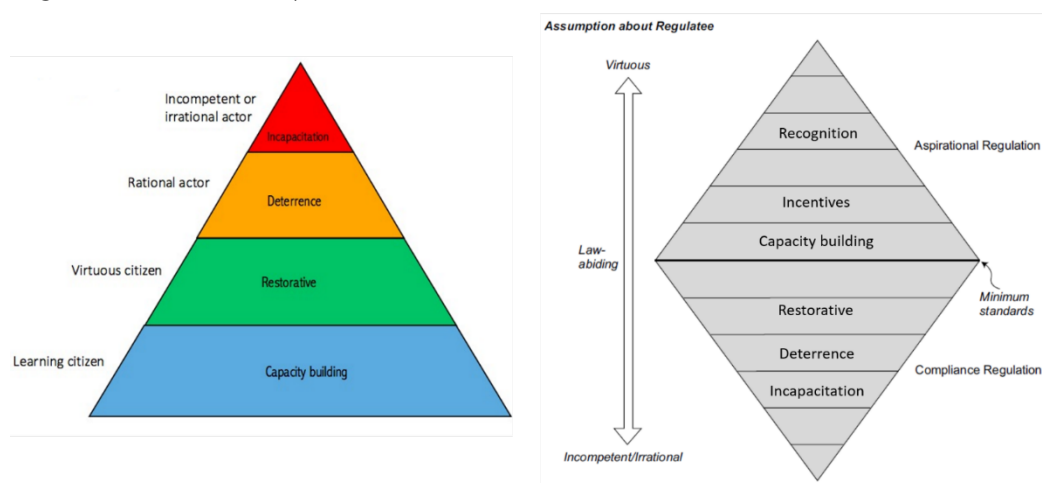 Incompetent or
irrational actor
Incapacitation
Rational actor
Deterrence
Virtuous citizen
Restorative
Learning citizen
Capacity building
Assumption about Regulatee
Virtuous
Recognition
Aspirational Regulation
Incentives
Capacity building
Law-
abiding
Minimum
standards
Restorative
Deterrence
Compliance Regulation
Incapacitation
Incompetent/Irrational